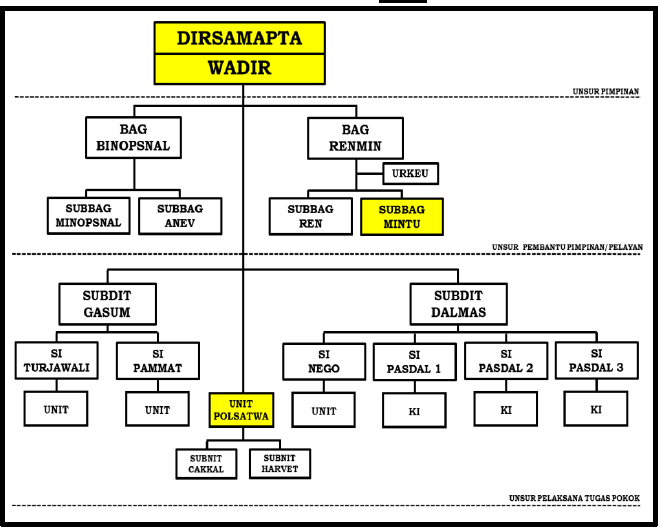 DIRSAMAPTA
WADIR
UNSUR PIMPINAN
BAG
BINOPSNAL
BAG
RENMIN
URKEU
SUBBAG
MINOPSNAL
SUBBAG
ANEV
SUBBAG
REN
SUBBAG
MINTU
UNSUR PEMBANTU PIMPINAN/ PELAYAN
SUBDIT
GASUM
SUBDIT
DALMAS
SI
TURJAWALI
SI
PAMMAT
SI
NEGO
SI
PASDAL 1
SI
PASDAL 2
SI
PASDAL 3
UNIT
UNIT
UNIT
POLSATWA
UNIT
KI
KI
KI
SUBNIT
CAKKAL
SUBNIT
HARVET
UNSUR PELAKSANA TUGAS POKOK